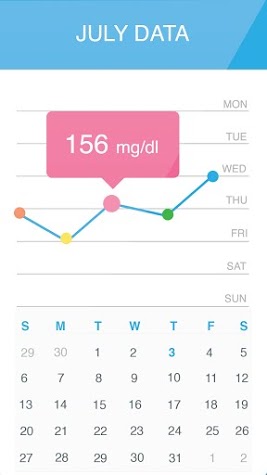 JULY DATA
MON
TUE
156 mg/dl
WED
THU
FRI
SAT
SUN
S M T W T F S
29 30 1 2 3 4 5
6 7 8 9 10 11 12
13 14 15 16 17 18 19
20 21 22 23 24 25 26
27 28 29 30 31 1 2